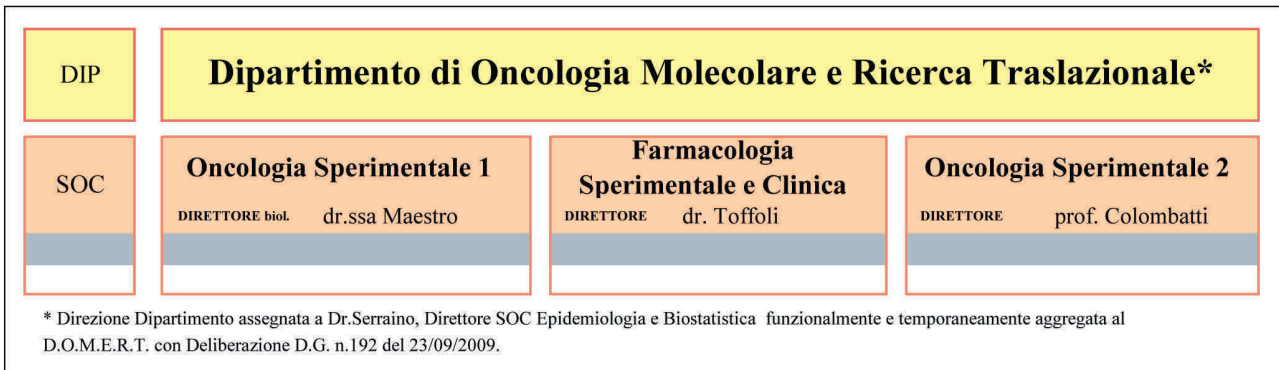 DIP
Dipartimento di Oncologia Molecolare e Ricerca Traslazionale*
SOC
Oncologia Sperimentale 1
DIRETTORE biol. dr.ssa Maestro
Farmacologia
Sperimentale e Clinica
DIRETTORE dr. Toffoli
Oncologia Sperimentale 2
DIRETTORE prof. Colombatti
* Direzione Dipartimento assegnata a Dr.Serraino, Direttore SOC Epidemiologia e Biostatistica funzionalmente e temporaneamente aggregata al
D.O.M.E.R.T. con Deliberazione D.G. n.192 del 23/09/2009.